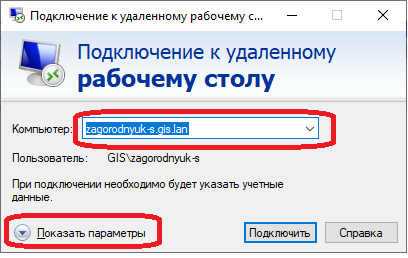 Подключение к удаленному рабочему с...
Подключение к удаленному
рабочему столу
Компьютер: zagorodnyuk-s.gis.lan
Пользователь: GIS\zagorodnyuk-s
При подключении необходимо будет указать учетные
данные.
Показать параметры Подключить Справка